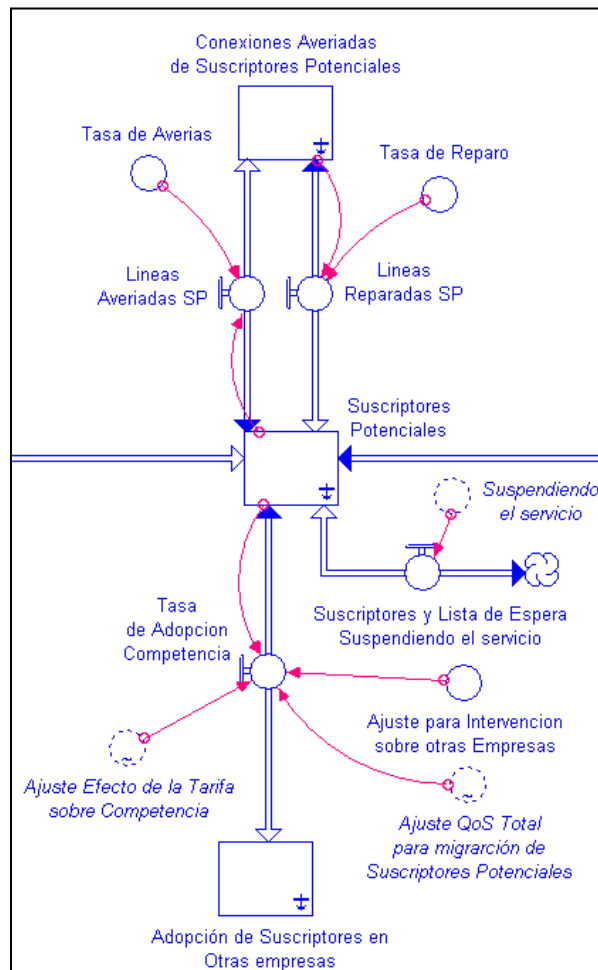 Conexiones Averiadas
de Suscriptores Potenciales
Tasa de Averias
Tasa de Reparo
Lineas
Averiadas SP
Lineas
Reparadas SP
Suscriptores
Potenciales
Suspendiendo
el servicio
Suscriptores y Lista de Espera
Suspendiendo el servicio
Tasa
de Adopcion
Competencia
Ajuste para Intervencion
sobre otras Empresas
Ajuste Efecto de la Tarifa
sobre Competencia
Ajuste QoS Total
para migrarción de
Suscriptores Potenciales
Adopción de Suscriptores en
Otras empresas